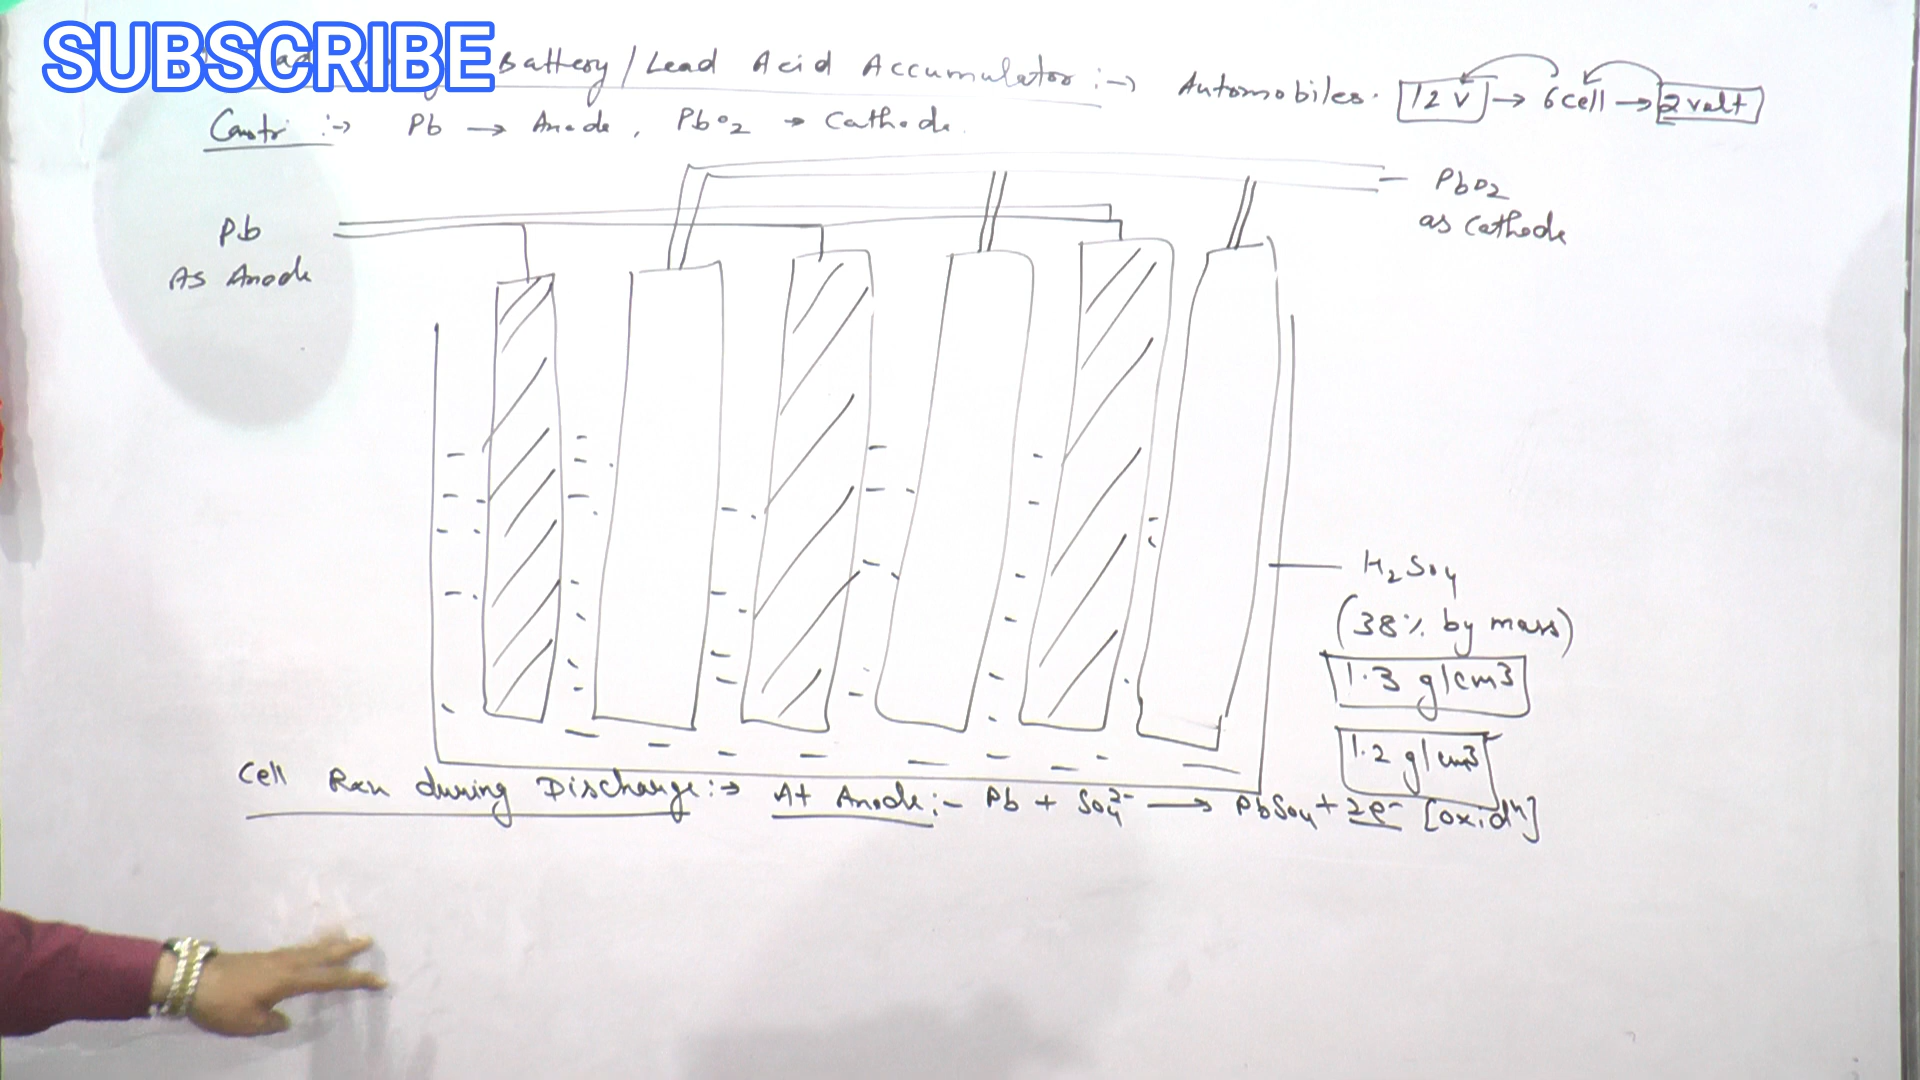 SUBSCRIBE
Battery / Lead Acid Accumulator :→ Automobiles. 12 V → 6 cell → 2 volt
Constr :→ Pb → Anode, PbO2 → Cathode.
PbO2
as Cathode
Pb
As Anode
H2SO4
(38% by mass)
1.3 g/cm3
1.2 g/cm3
Cell Rxn during Discharge :→ At Anode :- Pb + SO4^2- → PbSO4 + 2e- [oxid^n]